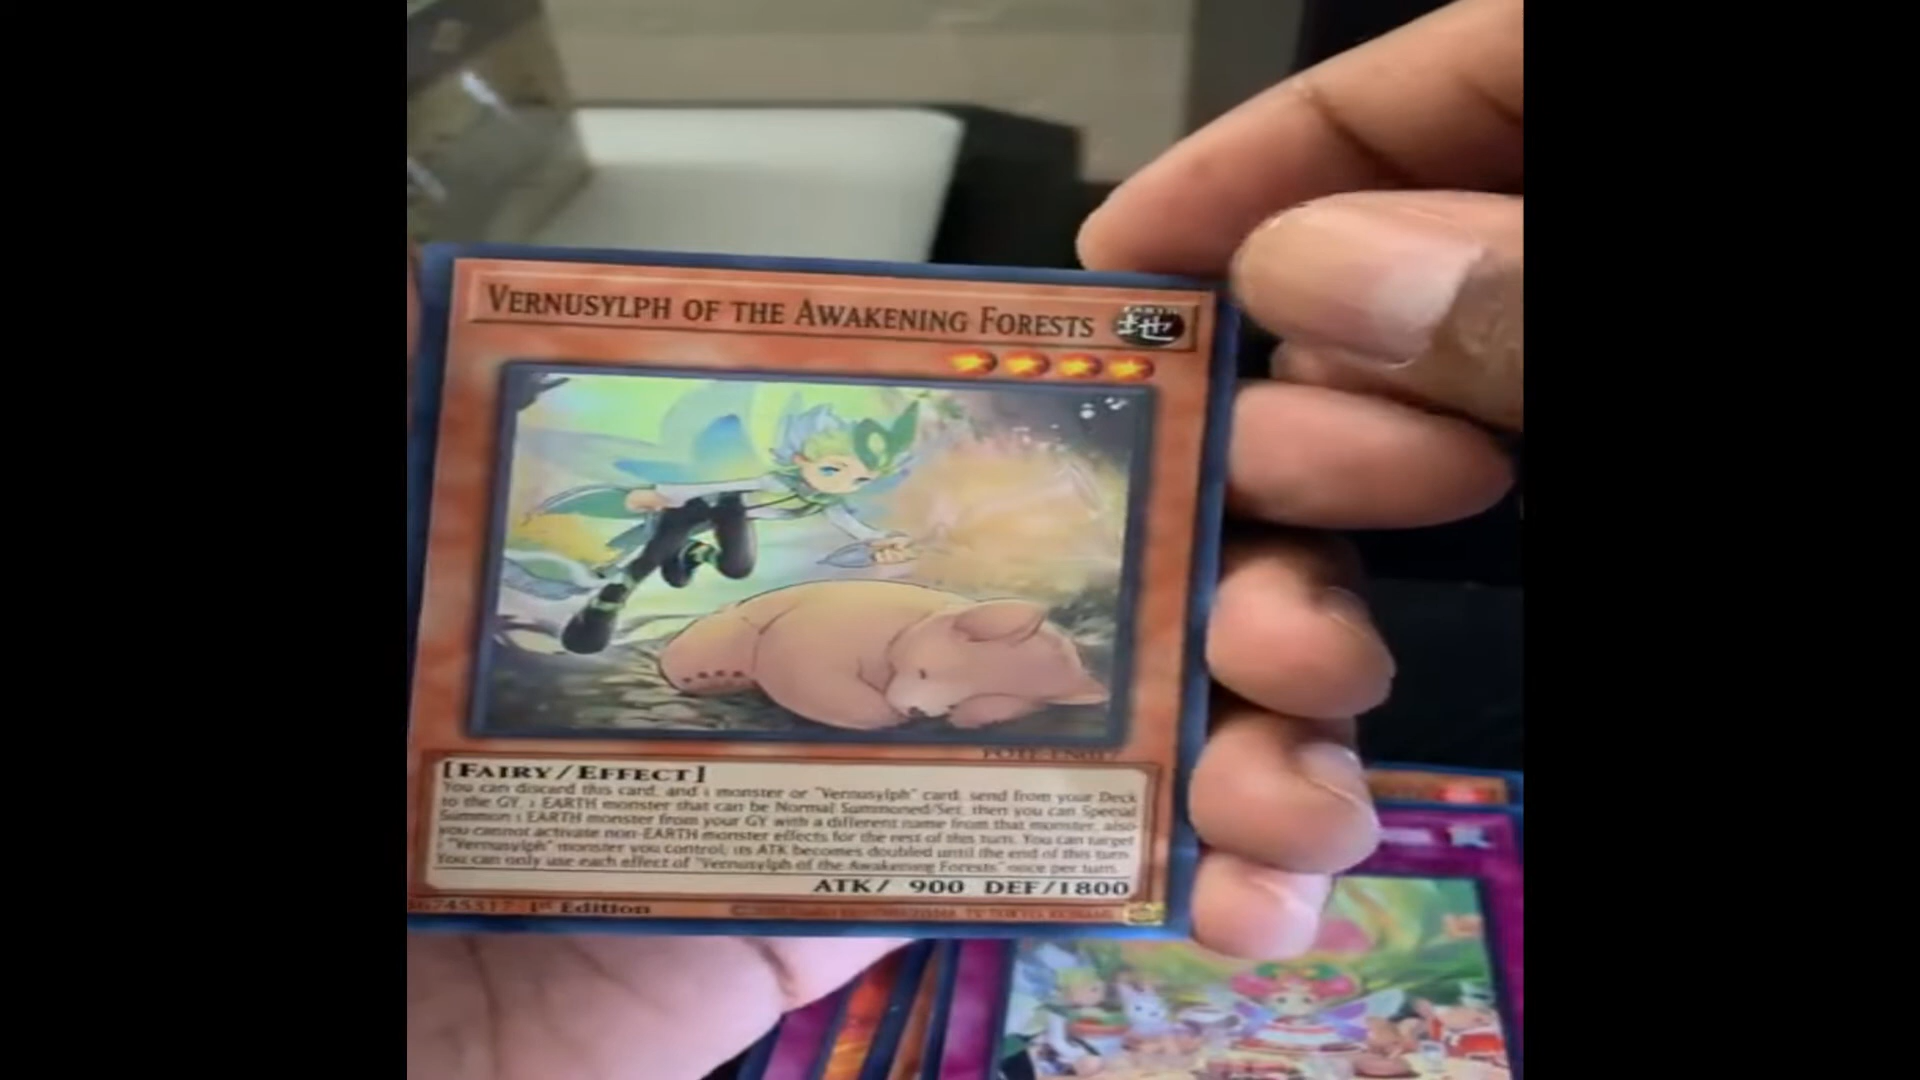 VERNUSYLPH OF THE AWAKENING FORESTS
EARTH
地
[FAIRY/EFFECT]
You can discard this card, and 1 monster or "Vernusylph" card; send from your Deck
to the GY, 1 EARTH monster that can be Normal Summoned/Set, then you can Special
Summon 1 EARTH monster from your GY with a different name from that monster, also
you cannot activate non-EARTH monster effects for the rest of this turn. You can target
1 "Vernusylph" monster you control; its ATK becomes doubled until the end of this turn.
You can only use each effect of "Vernusylph of the Awakening Forests" once per turn.
ATK/ 900 DEF/1800
1st Edition